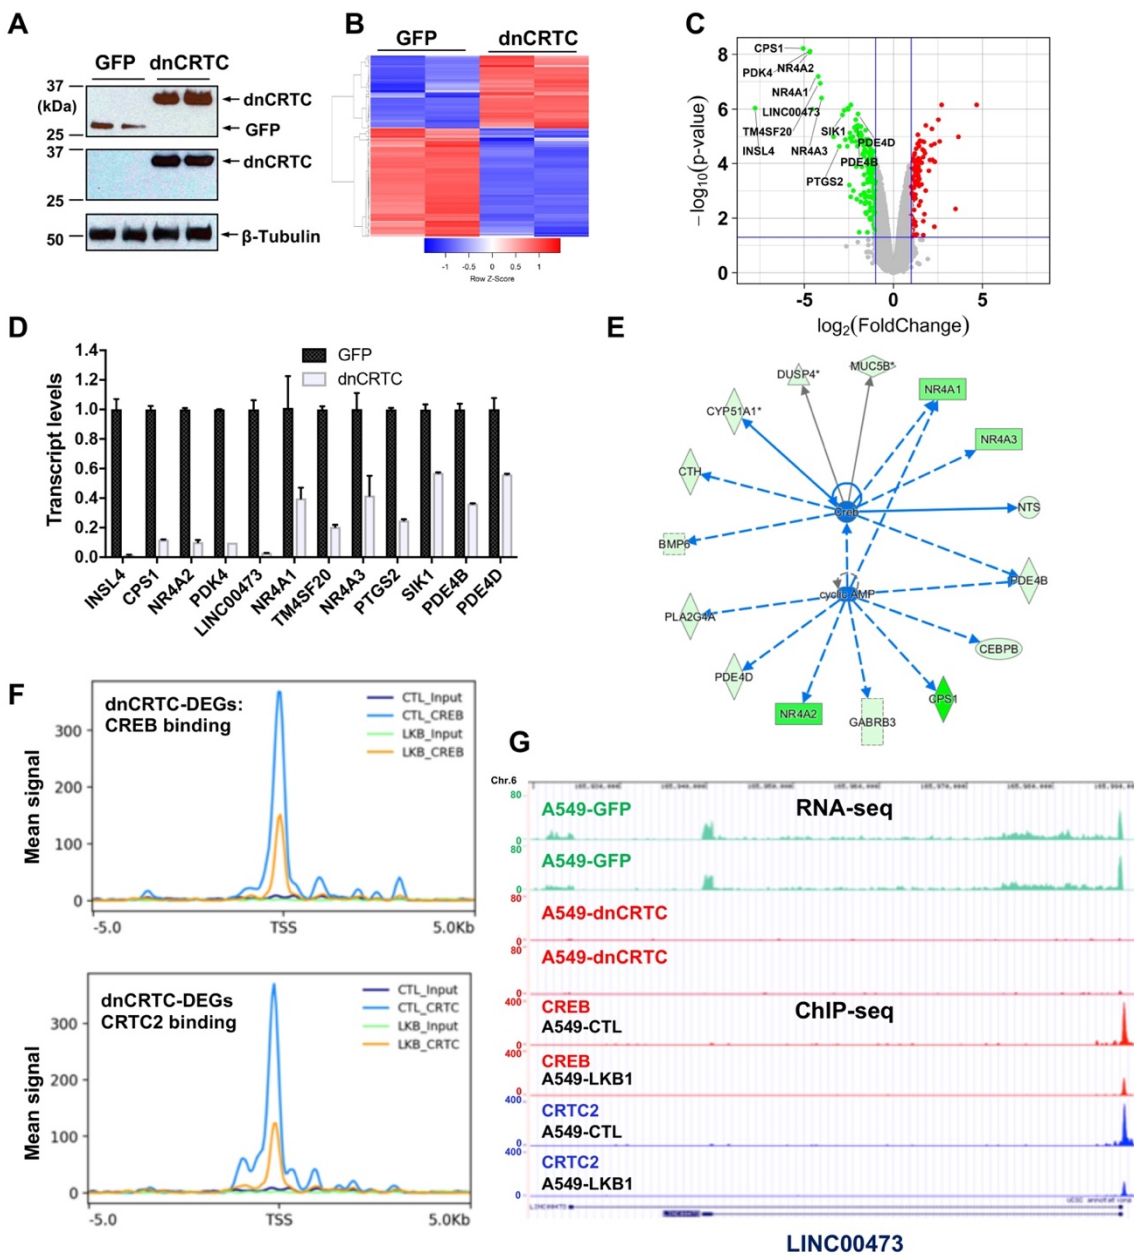 A
GFP dnCRTC
37
(kDa)
dnCRTC
GFP
25
37
dnCRTC
25
50
β-Tubulin
B
GFP dnCRTC
-1 -0.5 0 0.5 1
Row Z-Score
C
8
6
4
2
0
−log10(p-value)
CPS1
PDK4
NR4A2
NR4A1
LINC00473
TM4SF20
SIK1
PDE4D
INSL4
NR4A3
PDE4B
PTGS2
-5 0 5
log2(FoldChange)
D
1.4
1.2
1.0
0.8
0.6
0.4
0.2
0.0
Transcript levels
GFP
dnCRTC
INSL4 CPS1 NR4A2 PDK4 LINC00473 NR4A1 TM4SF20 NR4A3 PTGS2 SIK1 PDE4B PDE4D
E
MUC5B*
DUSP4*
NR4A1
CYP51A1*
NR4A3
CTH
Creb
NTS
BMP6
PDE4B
cyclic AMP
PLA2G4A
CEBPB
PDE4D
CPS1
NR4A2
GABRB3
F
dnCRTC-DEGs:
CREB binding
CTL_Input
CTL_CREB
LKB_Input
LKB_CREB
300
200
100
0
Mean signal
-5.0 TSS 5.0Kb
dnCRTC-DEGs
CRTC2 binding
CTL_Input
CTL_CRTC
LKB_Input
LKB_CRTC
300
200
100
0
Mean signal
-5.0 TSS 5.0Kb
G
Chr.6
80
A549-GFP
RNA-seq
0
80
A549-GFP
0
80
A549-dnCRTC
0
80
A549-dnCRTC
0
400
CREB
ChIP-seq
A549-CTL
0
400
CREB
A549-LKB1
0
400
CRTC2
A549-CTL
0
400
CRTC2
A549-LKB1
0
LINC00473
LINC00473
LINC00473